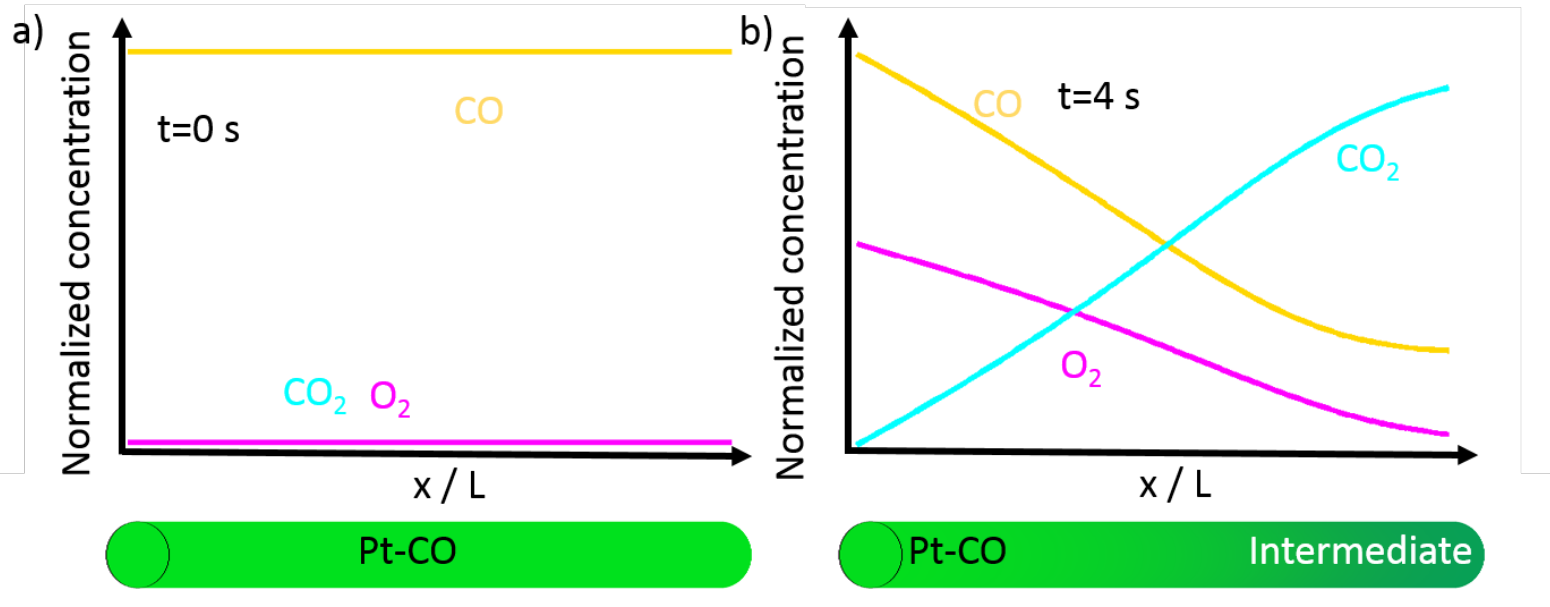 a)
Normalized concentration
t=0 s
CO
CO₂ O₂
x / L
Pt-CO
b)
Normalized concentration
CO
t=4 s
CO₂
O₂
x / L
Pt-CO
Intermediate